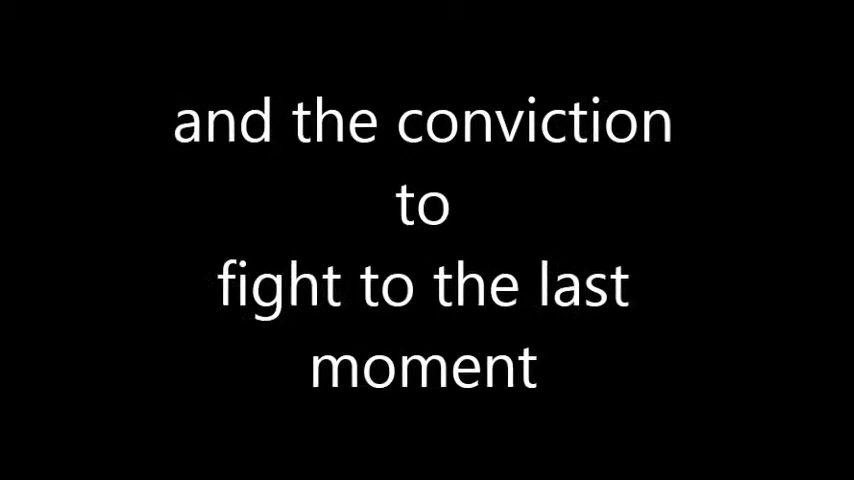 and the conviction
to
fight to the last
moment